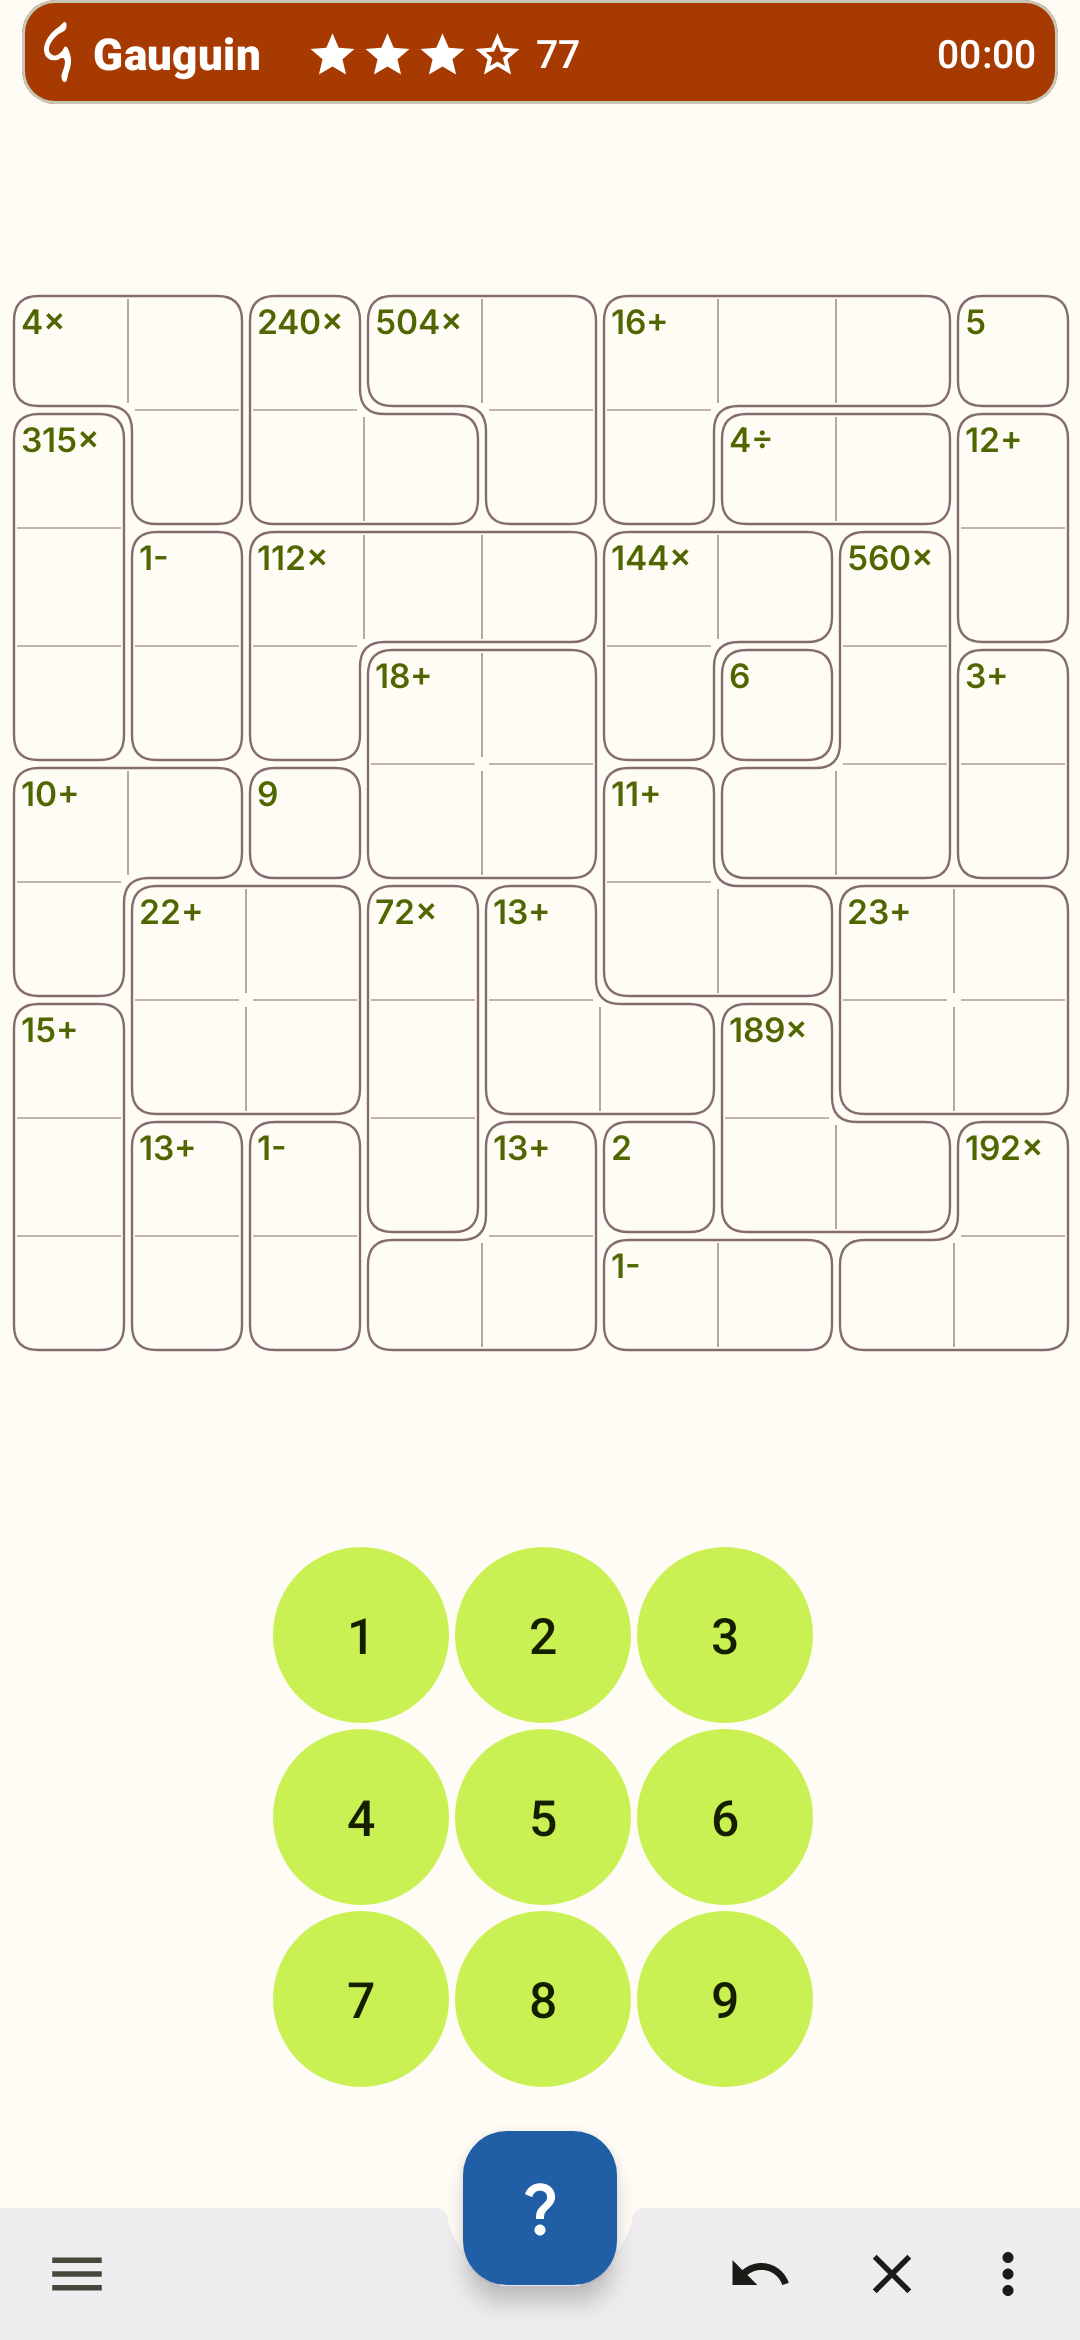 Gauguin 77 00:00
4× 240× 504× 16+ 5
315× 4÷ 12+
1- 112× 144× 560×
18+ 6 3+
10+ 9 11+
22+ 72× 13+ 23+
15+ 189×
13+ 1- 13+ 2 192×
1-
1 2 3
4 5 6
7 8 9
?